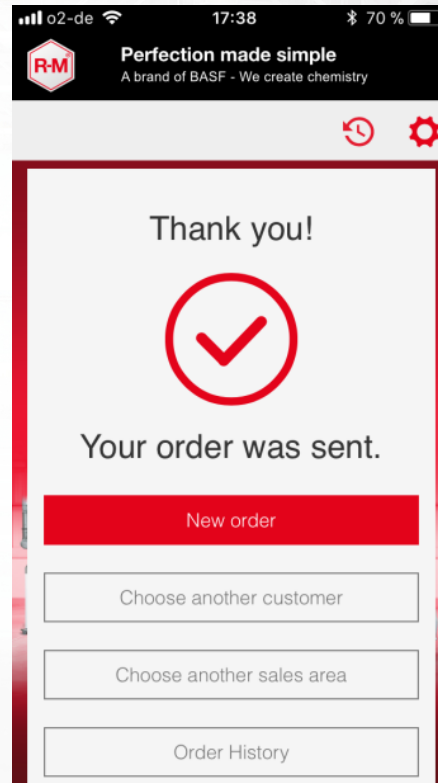 o2-de 17:38 70 %
R-M
Perfection made simple
A brand of BASF - We create chemistry
Thank you!
Your order was sent.
New order
Choose another customer
Choose another sales area
Order History